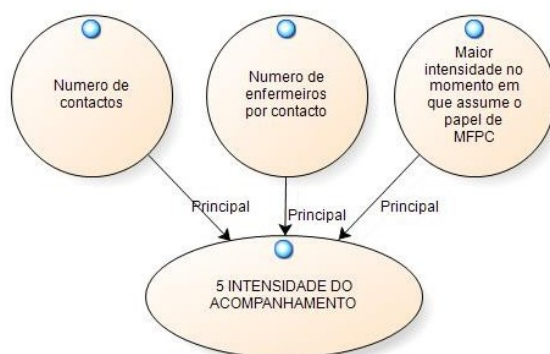 Numero de
contactos
Numero de
enfermeiros
por contacto
Maior
intensidade no
momento em
que assume o
papel de
MFPC
Principal
Principal
Principal
5 INTENSIDADE DO
ACOMPANHAMENTO